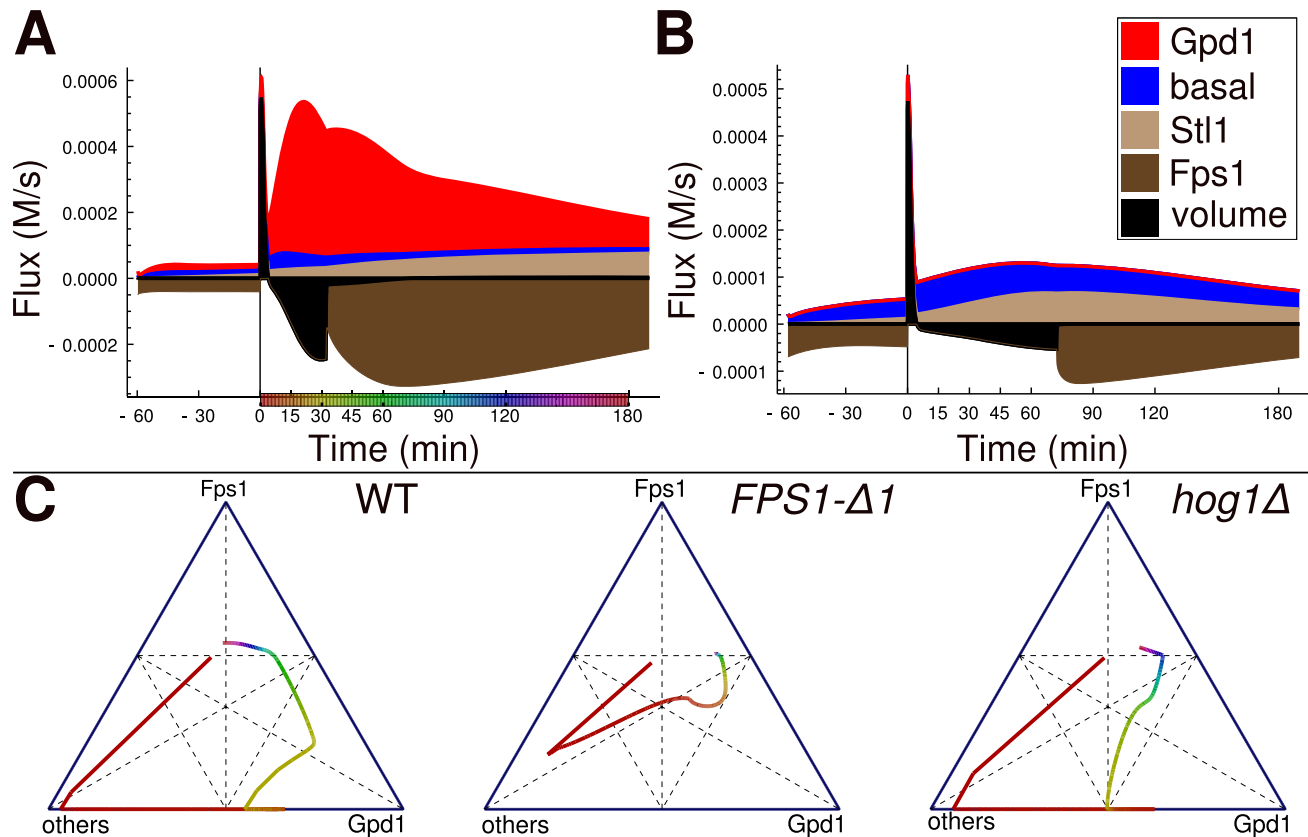 A
B
Gpd1
basal
Stl1
Fps1
volume
Flux (M/s)
0.0006
0.0004
0.0002
0.0000
- 0.0002
- 60 - 30 0 15 30 45 60 90 120 180
Time (min)
Flux (M/s)
0.0005
0.0004
0.0003
0.0002
0.0001
0.0000
- 0.0001
- 60 - 30 0 15 30 45 60 90 120 180
Time (min)
C
Fps1
WT
others
Gpd1
Fps1
FPS1-Δ1
others
Gpd1
Fps1
hog1Δ
others
Gpd1